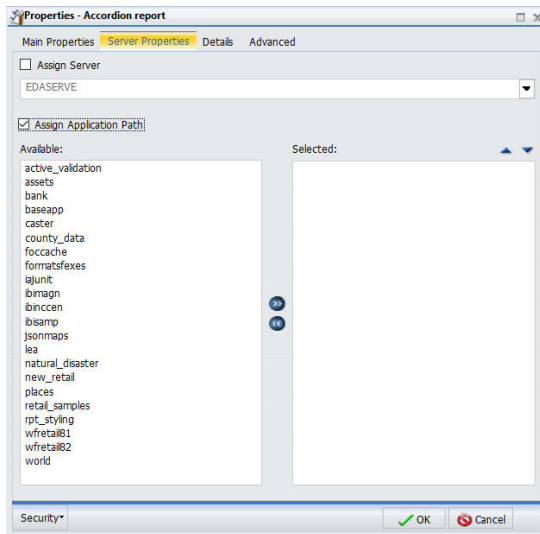 Properties - Accordion report
Main Properties Server Properties Details Advanced
Assign Server
EDASERVE
Assign Application Path
Available: Selected:
active_validation
assets
bank
baseapp
caster
county_data
foccache
formatsfexes
iajunit
ibimagn
ibinccen
ibisamp
jsonmaps
lea
natural_disaster
new_retail
places
retail_samples
rpt_styling
wfretail81
wfretail82
world
Security
OK Cancel